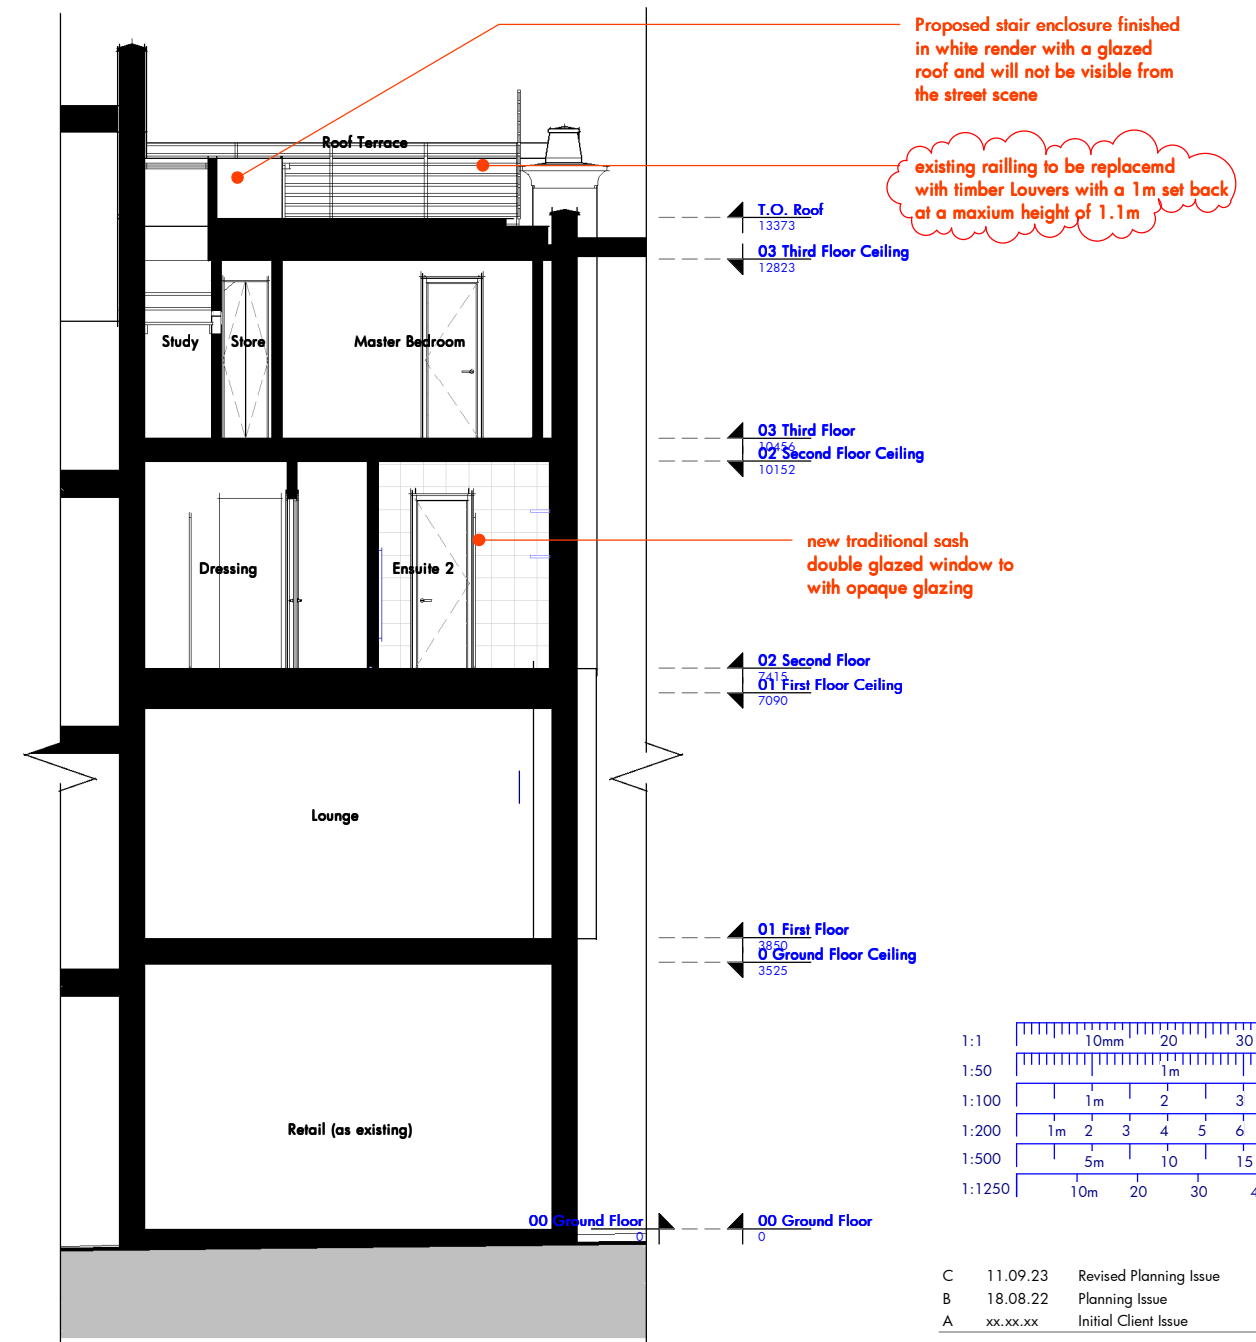 Proposed stair enclosure finished
in white render with a glazed
roof and will not be visible from
the street scene
Roof Terrace
existing railling to be replacemd
with timber Louvers with a 1m set back
at a maxium height of 1.1m
T.O. Roof
13373
03 Third Floor Ceiling
12823
Study
Store
Master Bedroom
03 Third Floor
10456
02 Second Floor Ceiling
10152
new traditional sash
double glazed window to
with opaque glazing
Dressing
Ensuite 2
02 Second Floor
7415
01 First Floor Ceiling
7090
Lounge
01 First Floor
3850
0 Ground Floor Ceiling
3525
Retail (as existing)
00 Ground Floor
0
00 Ground Floor
0
1:1 10mm 20 30
1:50 1m
1:100 1m 2 3
1:200 1m 2 3 4 5 6
1:500 5m 10 15
1:1250 10m 20 30 4
C 11.09.23 Revised Planning Issue
B 18.08.22 Planning Issue
A xx.xx.xx Initial Client Issue